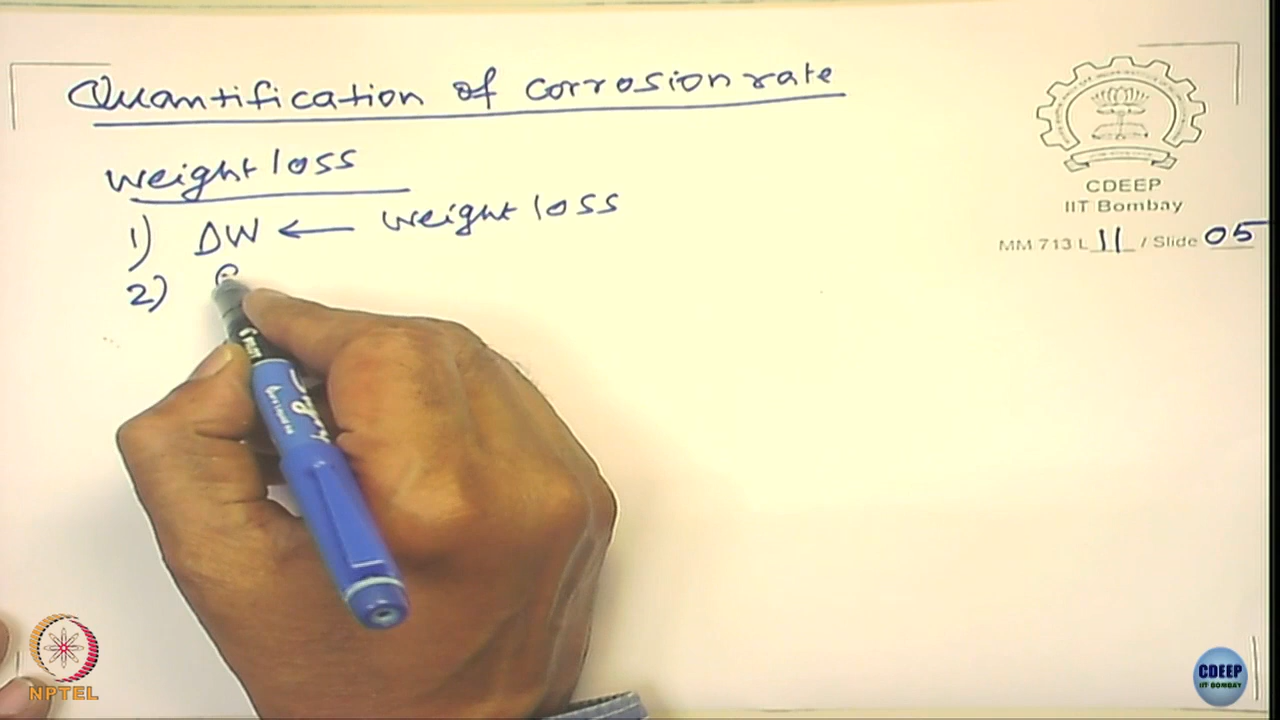 Quantification of corrosion rate
Weight loss
1) ΔW ← weight loss
2)
CDEEP
IIT Bombay
MM 713 L 11 / Slide 05
NPTEL
CDEEP
IIT BOMBAY